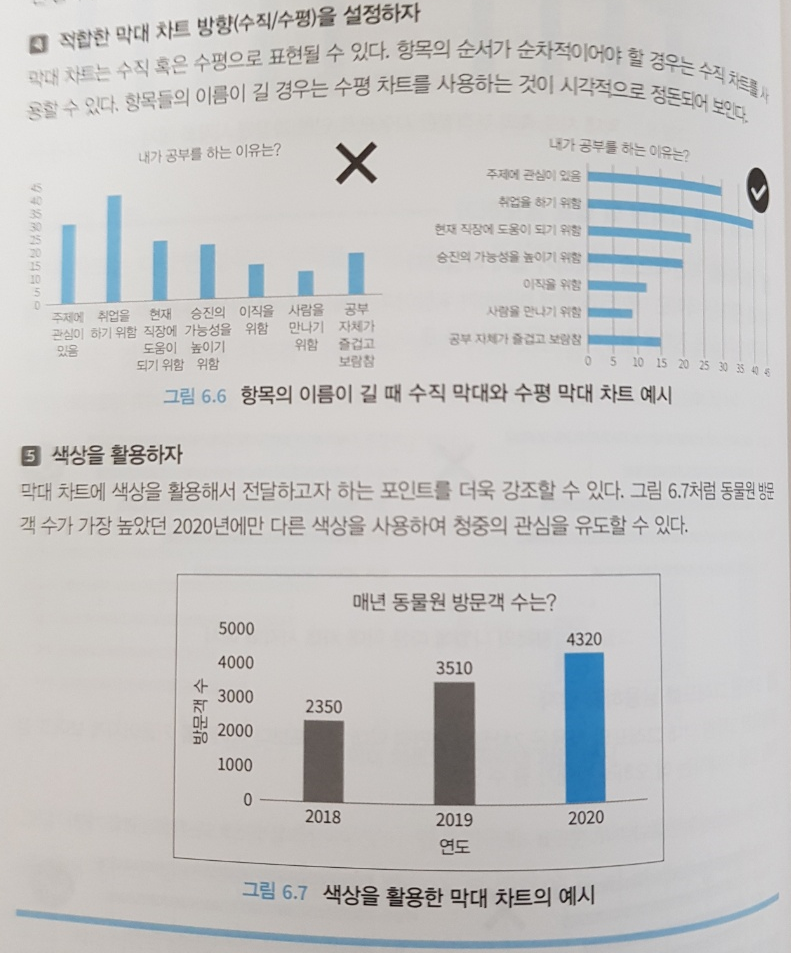 4 적합한 막대 차트 방향(수직/수평)을 설정하자
막대 차트는 수직 혹은 수평으로 표현될 수 있다. 항목의 순서가 순차적이어야 할 경우는 수직 차트를 사
용할 수 있다. 항목들의 이름이 길 경우는 수평 차트를 사용하는 것이 시각적으로 정돈되어 보인다.
내가 공부를 하는 이유는?
45
40
35
30
25
20
15
10
5
0
주제에 취업을 현재 승진의 이직을 사람을 공부
관심이 하기 위함 직장에 가능성을 위함 만나기 자체가
있음 도움이 높이기 위함 즐겁고
되기 위함 위함 보람참
내가 공부를 하는 이유는?
주제에 관심이 있음
취업을 하기 위함
현재 직장에 도움이 되기 위함
승진의 가능성을 높이기 위함
이직을 위함
사람을 만나기 위함
공부 자체가 즐겁고 보람참
0 5 10 15 20 25 30 35 40 45
그림 6.6 항목의 이름이 길 때 수직 막대와 수평 막대 차트 예시
5 색상을 활용하자
막대 차트에 색상을 활용해서 전달하고자 하는 포인트를 더욱 강조할 수 있다. 그림 6.7처럼 동물원 방문
객 수가 가장 높았던 2020년에만 다른 색상을 사용하여 청중의 관심을 유도할 수 있다.
매년 동물원 방문객 수는?
방문객 수
5000
4000
3000
2000
1000
0
2350
3510
4320
2018 2019 2020
연도
그림 6.7 색상을 활용한 막대 차트의 예시